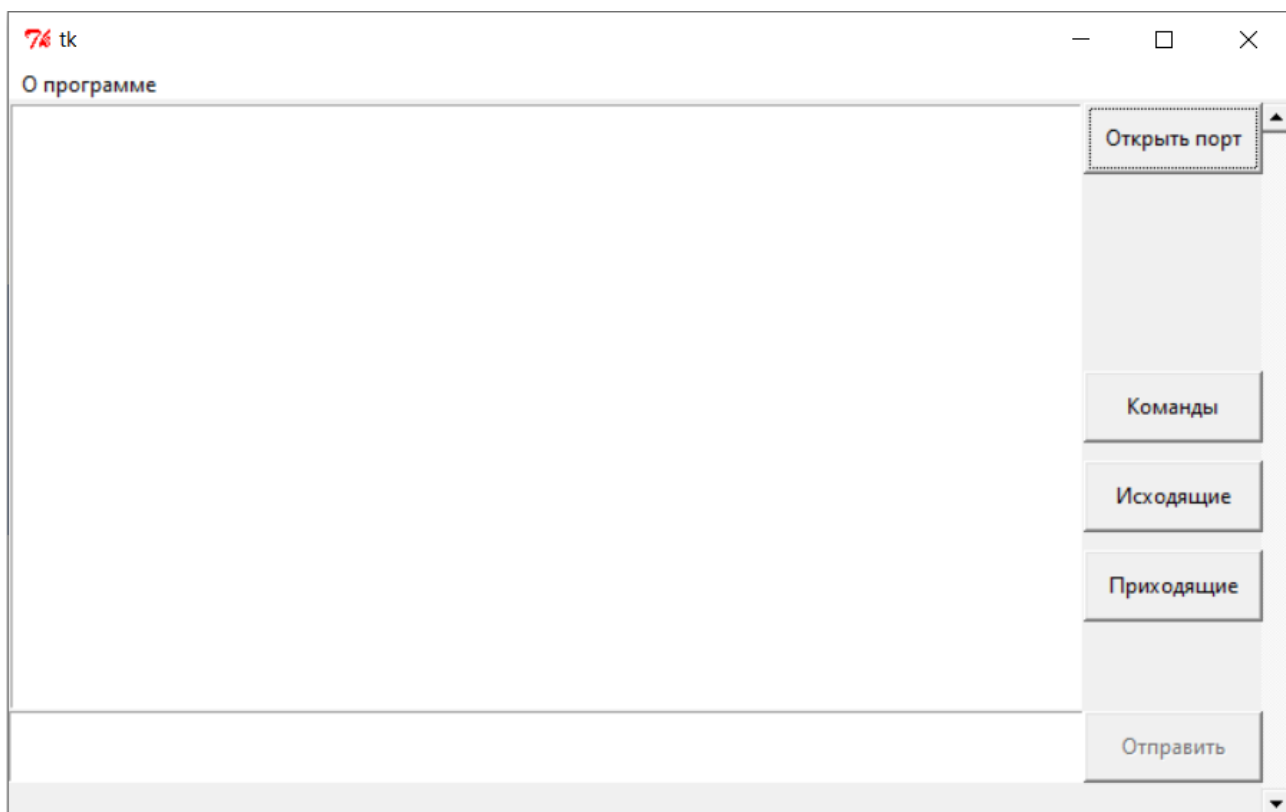 tk
О программе
Открыть порт
Команды
Исходящие
Приходящие
Отправить